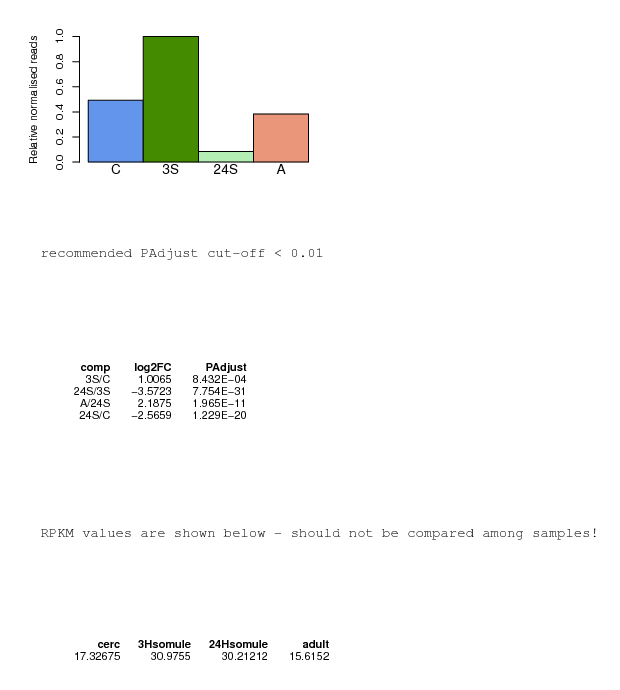 Relative normalised reads
1.0
0.8
0.6
0.4
0.2
0.0
C 3S 24S A
recommended PAdjust cut-off < 0.01
comp log2FC PAdjust
3S/C 1.0065 8.432E-04
24S/3S -3.5723 7.754E-31
A/24S 2.1875 1.965E-11
24S/C -2.5659 1.229E-20
RPKM values are shown below - should not be compared among samples!
cerc 3Hsomule 24Hsomule adult
17.32675 30.9755 30.21212 15.6152